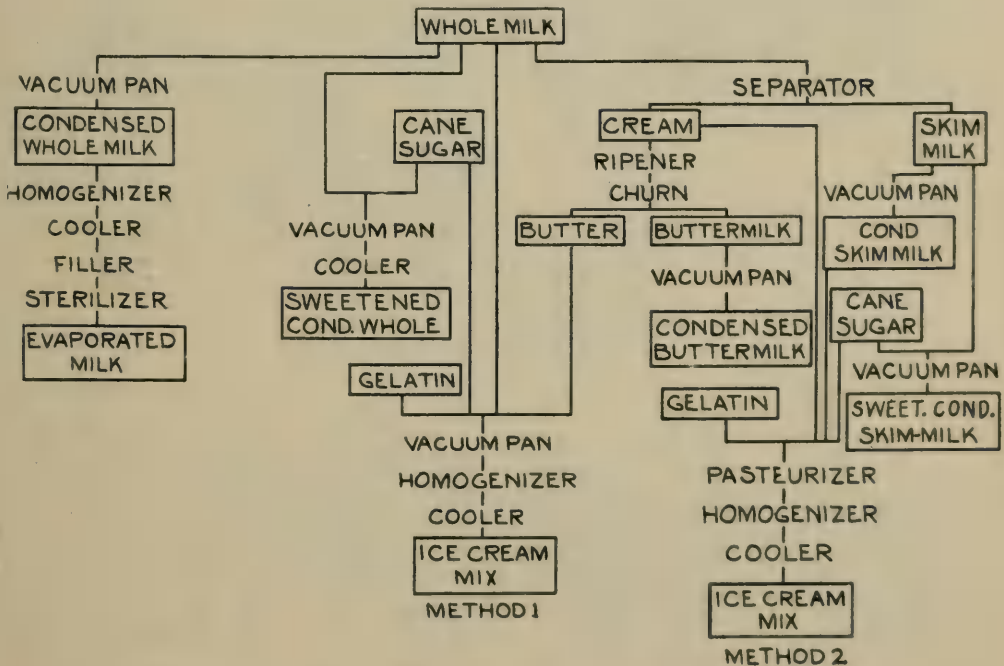 WHOLE MILK
VACUUM PAN
CONDENSED
WHOLE MILK
HOMOGENIZER
COOLER
FILLER
STERILIZER
EVAPORATED
MILK
CANE
SUGAR
VACUUM PAN
COOLER
SWEETENED
COND. WHOLE
GELATIN
VACUUM PAN
HOMOGENIZER
COOLER
ICE CREAM
MIX
METHOD 1
SEPARATOR
CREAM
RIPENER
CHURN
BUTTER
BUTTERMILK
VACUUM PAN
CONDENSED
BUTTERMILK
SKIM
MILK
VACUUM PAN
COND
SKIM MILK
CANE
SUGAR
VACUUM PAN
SWEET. COND.
SKIM-MILK
GELATIN
PASTEURIZER
HOMOGENIZER
COOLER
ICE CREAM
MIX
METHOD 2